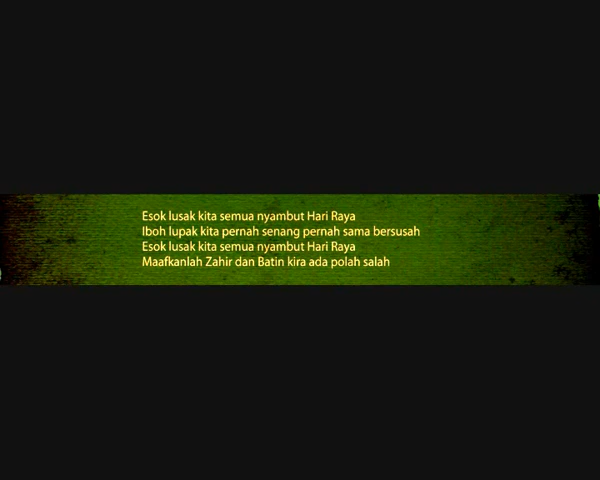 Esok lusak kita semua nyambut Hari Raya
Iboh lupak kita pernah senang pernah sama bersusah
Esok lusak kita semua nyambut Hari Raya
Maafkanlah Zahir dan Batin kira ada polah salah